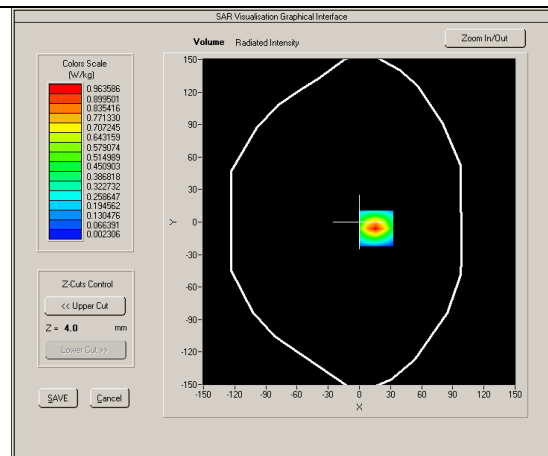 SAR Visualisation Graphical Interface
Volume Radiated Intensity
Zoom In/Out
Colors Scale
(W/kg)
0.963586
0.899501
0.835416
0.771330
0.707245
0.643159
0.579074
0.514989
0.450903
0.386818
0.322732
0.258647
0.194562
0.130476
0.066391
0.002306
Z-Cuts Control
<< Upper Cut
Z = 4.0 mm
Lower Cut >>
SAVE Cancel
150-
120-
90-
60-
30-
0-
-30-
-60-
-90-
-120-
-150-
Y
-150 -120 -90 -60 -30 0 30 60 90 120 150
X